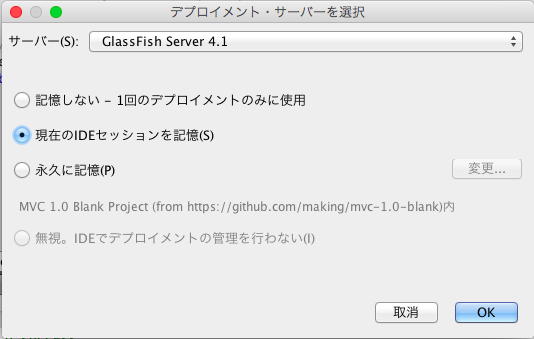 デプロイメント・サーバーを選択
サーバー(S): GlassFish Server 4.1
記憶しない – 1回のデプロイメントのみに使用
現在のIDEセッションを記憶(S)
永久に記憶(P) 変更...
MVC 1.0 Blank Project (from https://github.com/making/mvc-1.0-blank)内
無視。IDEでデプロイメントの管理を行わない(I)
取消 OK